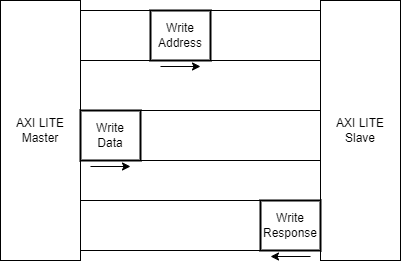 Write
Address
AXI LITE
Master
Write
Data
AXI LITE
Slave
Write
Response